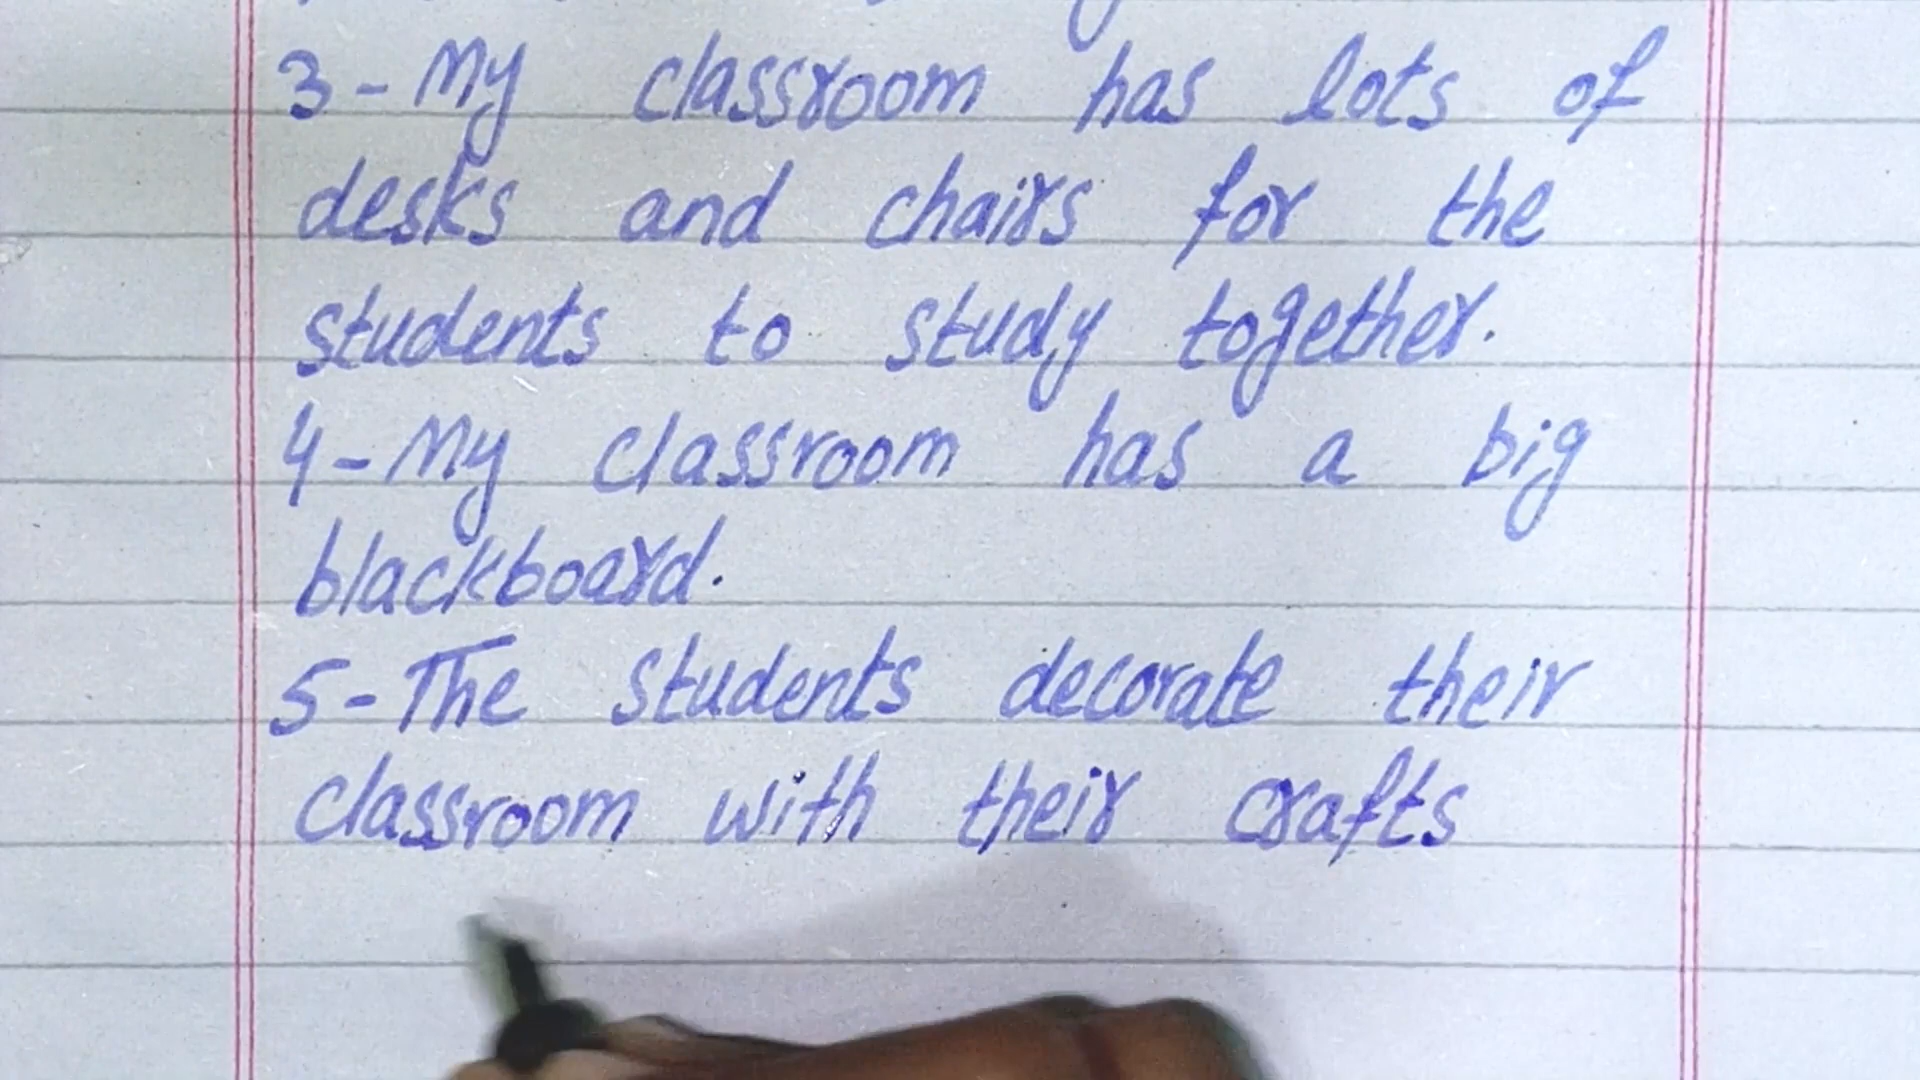 3-My classroom has lots of
desks and chairs for the
students to study together.
4-My classroom has a big
blackboard.
5-The students decorate their
classroom with their crafts